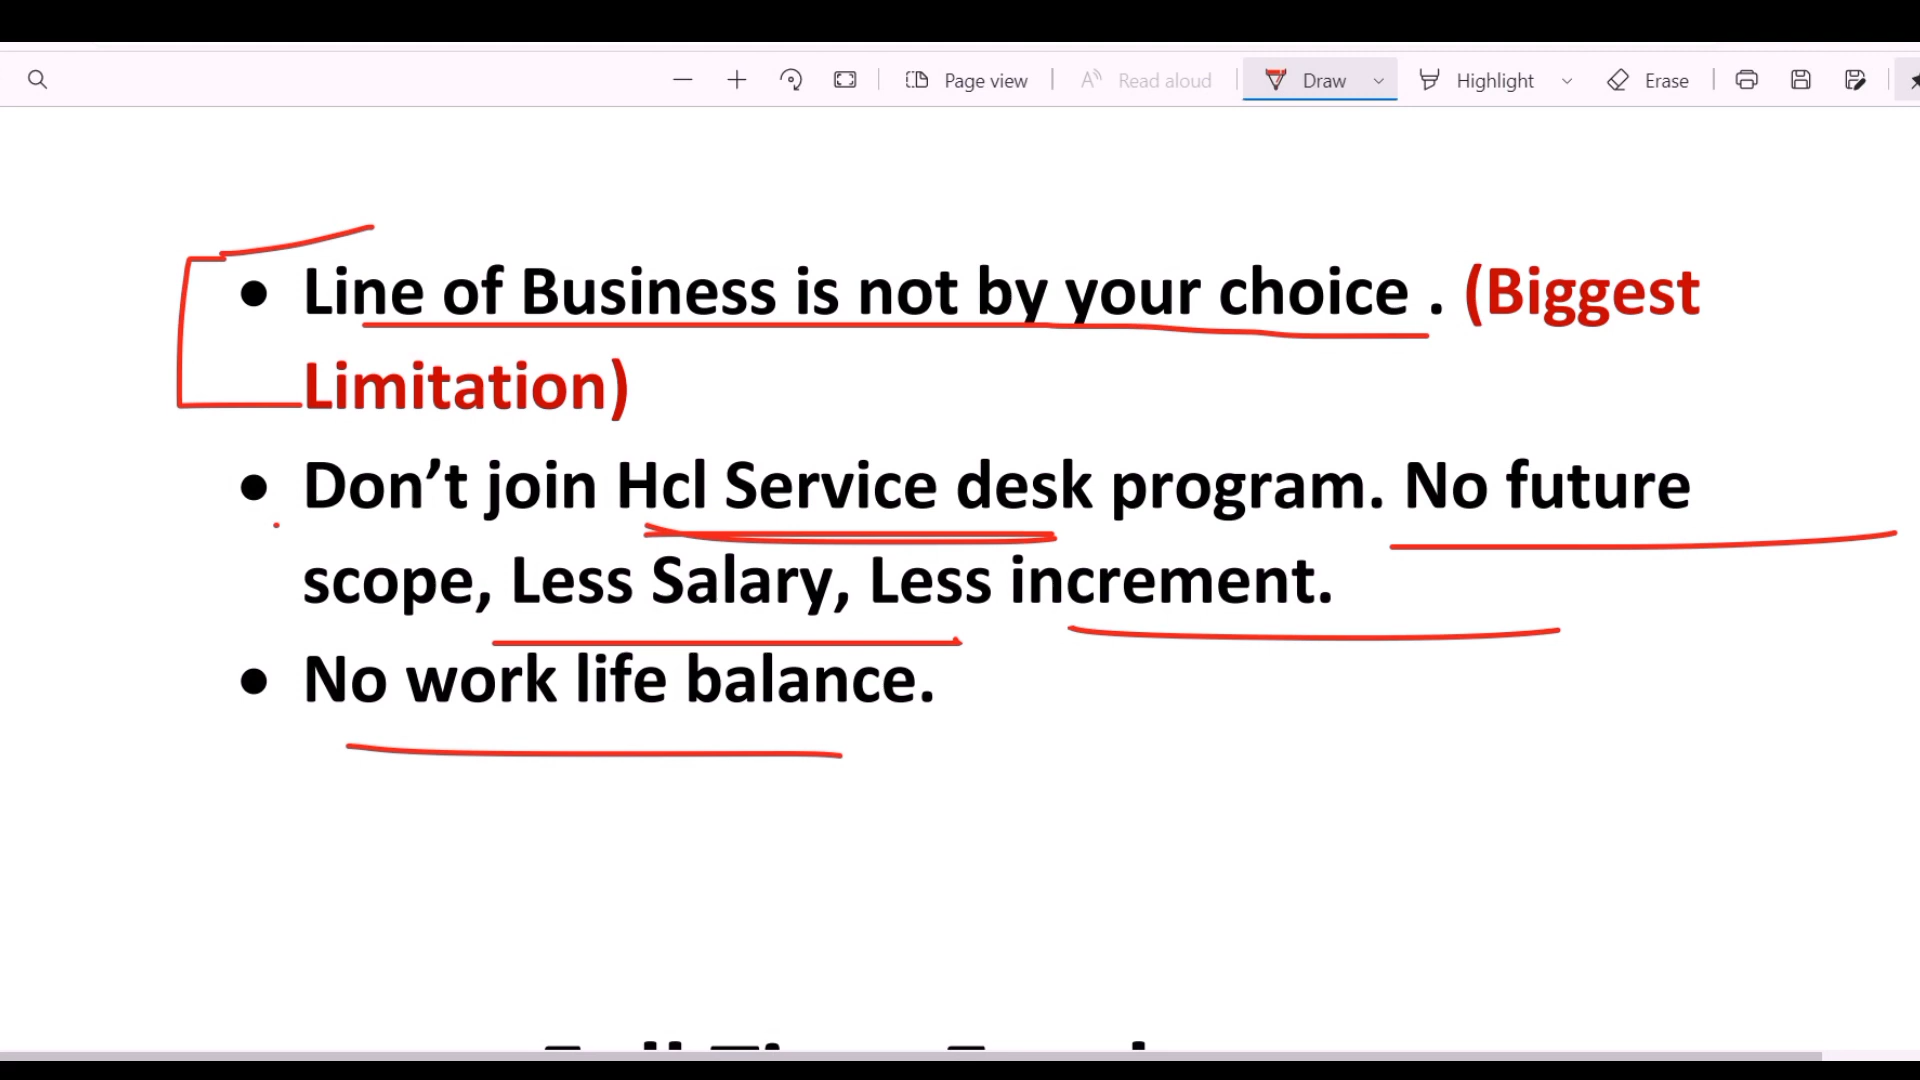 Page view
Read aloud
Draw
Highlight
Erase
• Line of Business is not by your choice . (Biggest
Limitation)
• Don’t join Hcl Service desk program. No future
scope, Less Salary, Less increment.
• No work life balance.